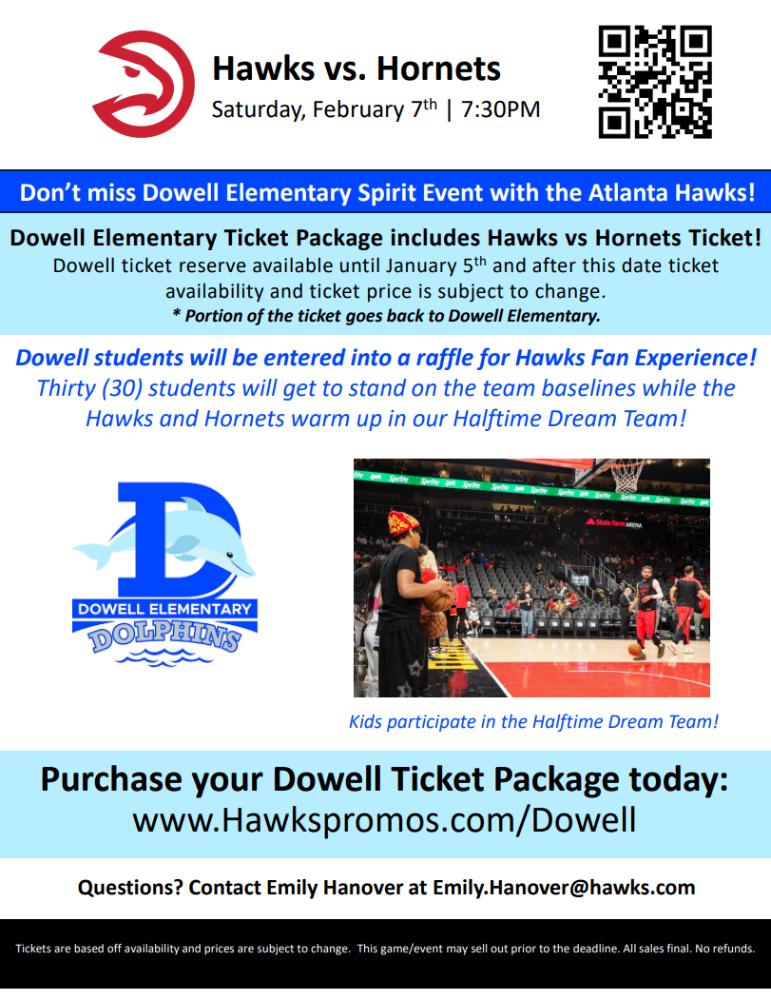 Hawks vs. Hornets
Saturday, February 7th | 7:30PM
Don't miss Dowell Elementary Spirit Event with the Atlanta Hawks!
Dowell Elementary Ticket Package includes Hawks vs Hornets Ticket!
Dowell ticket reserve available until January 5th and after this date ticket
availability and ticket price is subject to change.
* Portion of the ticket goes back to Dowell Elementary.
Dowell students will be entered into a raffle for Hawks Fan Experience!
Thirty (30) students will get to stand on the team baselines while the
Hawks and Hornets warm up in our Halftime Dream Team!
D
DOWELL ELEMENTARY
DOLPHINS
Sprite Sprite Sprite Sprite Sprite Sprite Sprite
State Farm ARENA
Kids participate in the Halftime Dream Team!
Purchase your Dowell Ticket Package today:
www.Hawkspromos.com/Dowell
Questions? Contact Emily Hanover at Emily.Hanover@hawks.com
Tickets are based off availability and prices are subject to change. This game/event may sell out prior to the deadline. All sales final. No refunds.